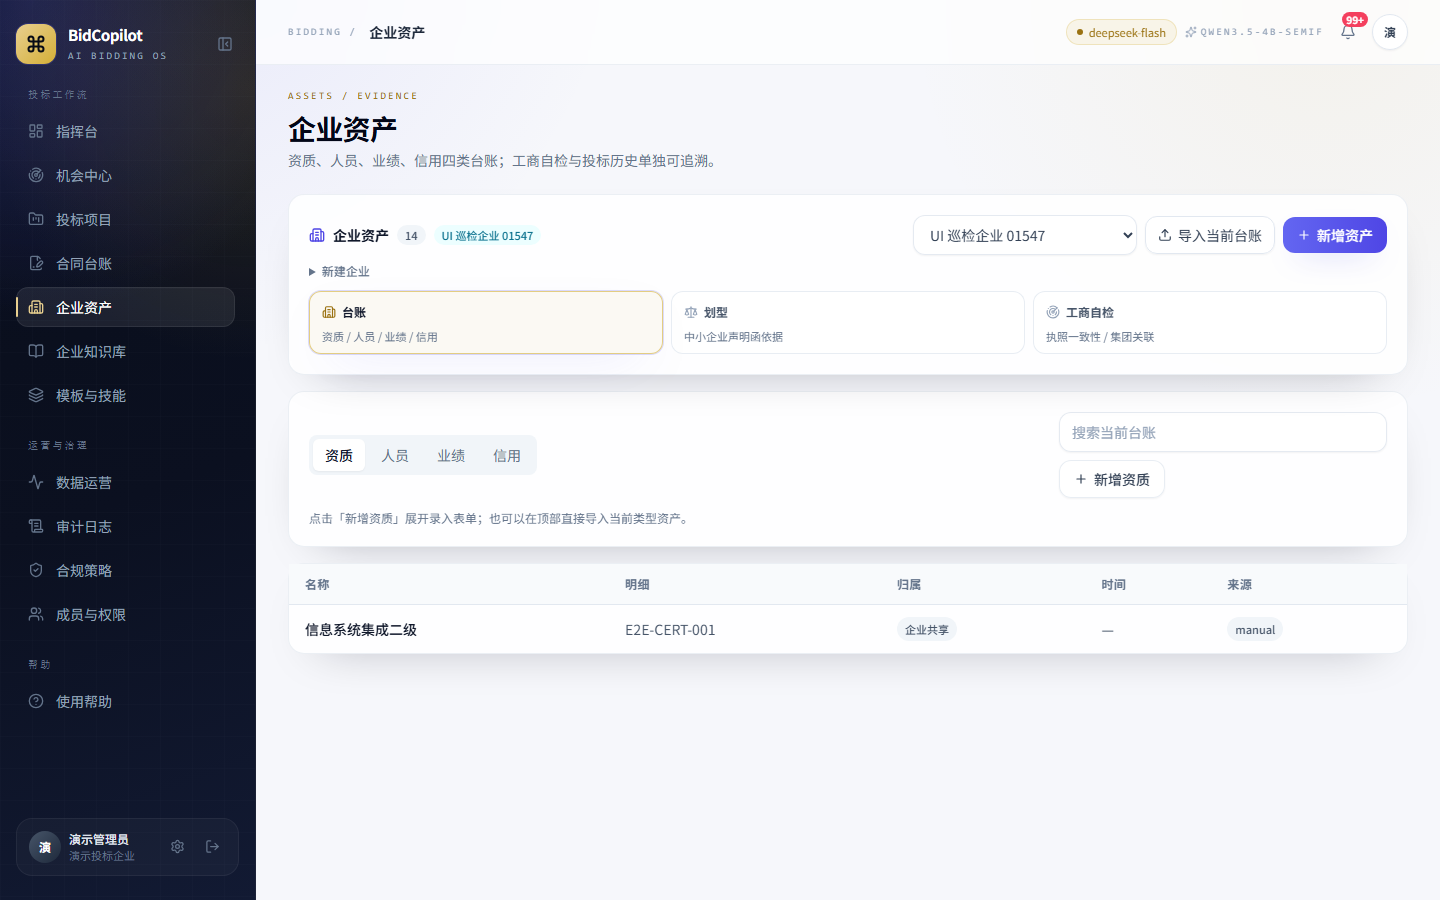 BidCopilot
AI BIDDING OS
投标工作流
指挥台
机会中心
投标项目
合同台账
企业资产
企业知识库
模板与技能
运营与治理
数据运营
审计日志
合规策略
成员与权限
帮助
使用帮助
演
演示管理员
演示投标企业
BIDDING / 企业资产
deepseek-flash
QWEN3.5-4B-SEMIF
99+
演
ASSETS / EVIDENCE
企业资产
资质、人员、业绩、信用四类台账；工商自检与投标历史单独可追溯。
企业资产 14 UI 巡检企业 01547
UI 巡检企业 01547
导入当前台账
+ 新增资产
新建企业
台账
资质 / 人员 / 业绩 / 信用
划型
中小企业声明函依据
工商自检
执照一致性 / 集团关联
资质 人员 业绩 信用
搜索当前台账
+ 新增资质
点击「新增资质」展开录入表单；也可以在顶部直接导入当前类型资产。
名称 明细 归属 时间 来源
信息系统集成二级 E2E-CERT-001 企业共享 — manual